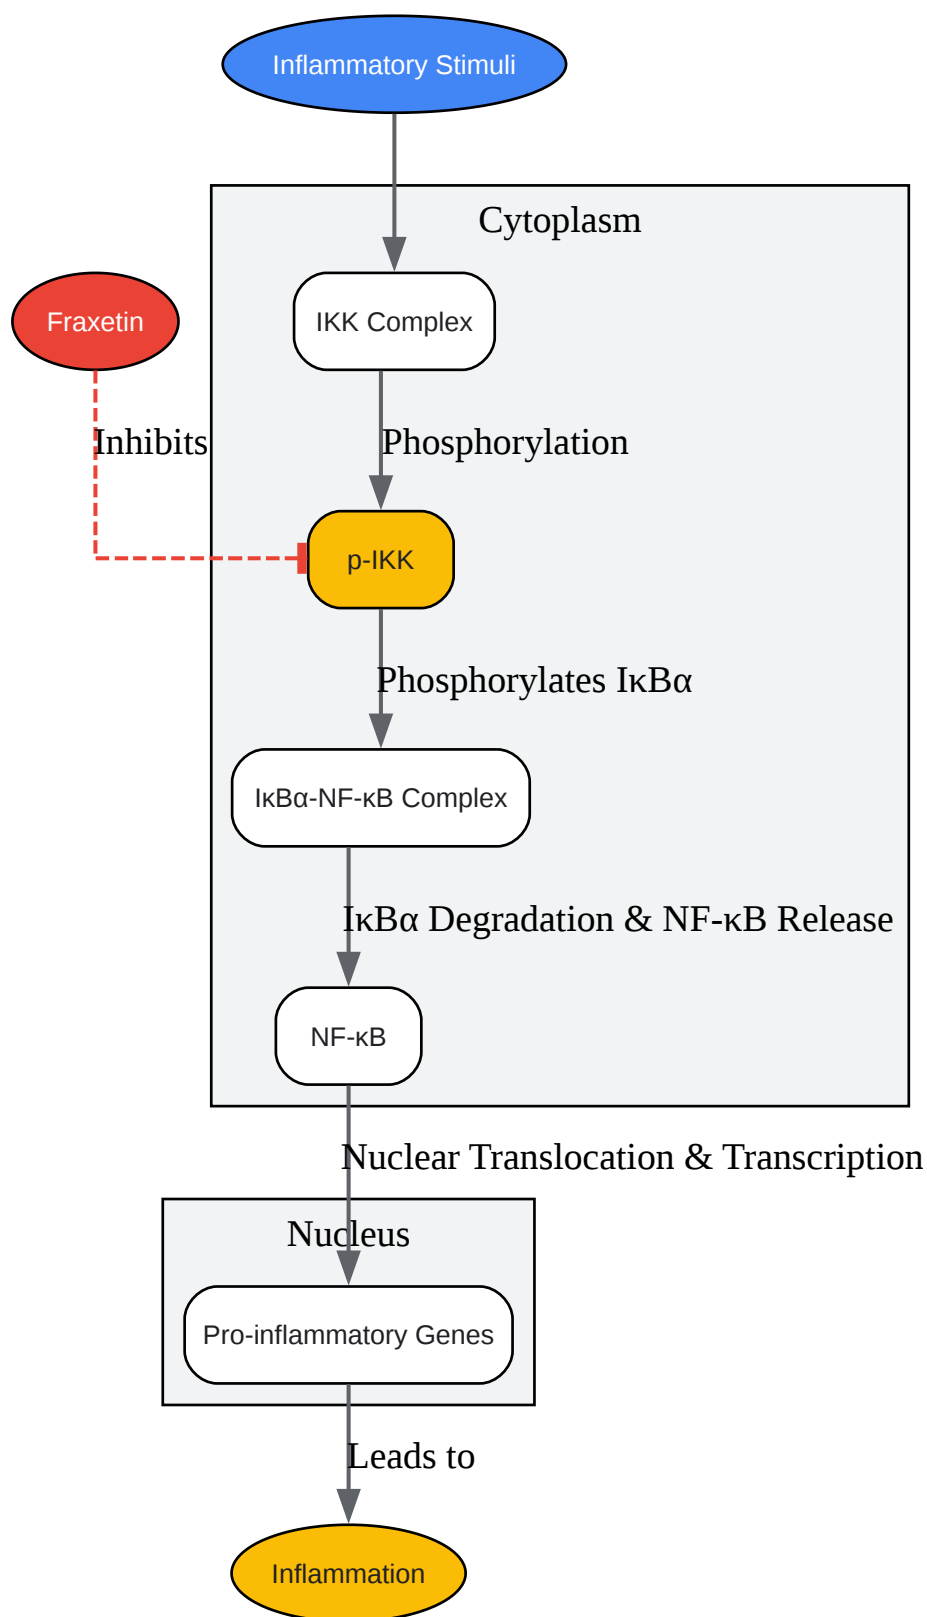 Inflammatory Stimuli
Cytoplasm
IKK Complex
Fraxetin
Inhibits
Phosphorylation
p-IKK
Phosphorylates IκBα
IκBα-NF-κB Complex
IκBα Degradation & NF-κB Release
NF-κB
Nuclear Translocation & Transcription
Nucleus
Pro-inflammatory Genes
Leads to
Inflammation